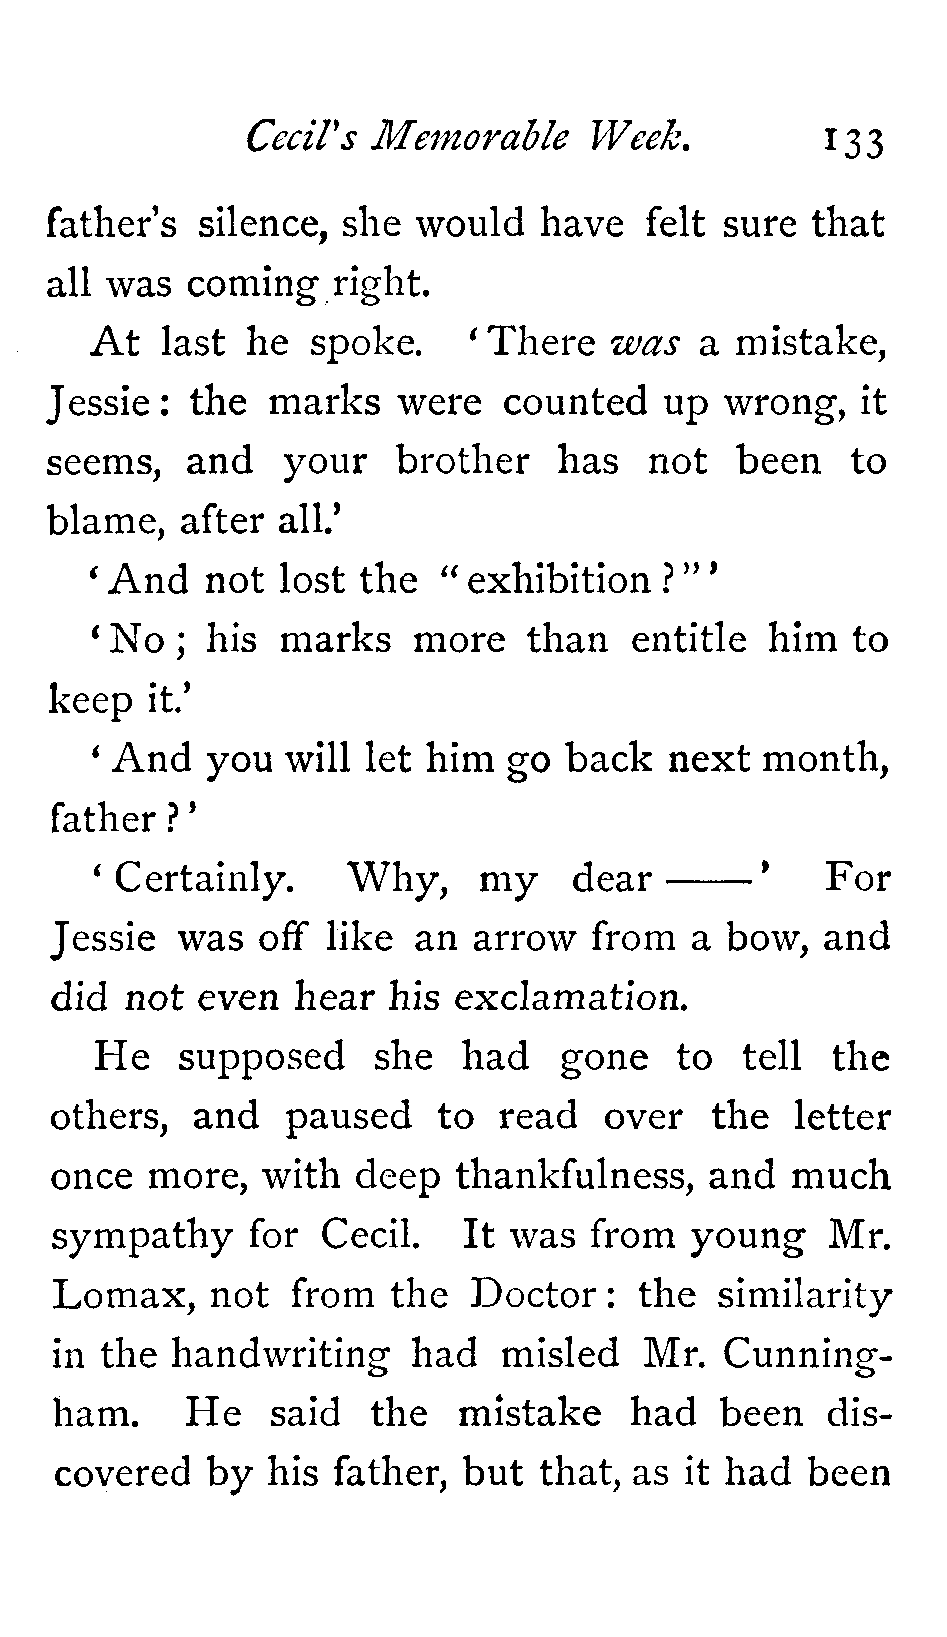 Cecil's Memorable Week. 133
father's silence, she would have felt sure that
all was coming right.
At last he spoke. 'There was a mistake,
Jessie: the marks were counted up wrong, it
seems, and your brother has not been to
blame, after all.'
'And not lost the "exhibition?"'
'No; his marks more than entitle him to
keep it.'
'And you will let him go back next month,
father?'
'Certainly. Why, my dear ——' For
Jessie was off like an arrow from a bow, and
did not even hear his exclamation.
He supposed she had gone to tell the
others, and paused to read over the letter
once more, with deep thankfulness, and much
sympathy for Cecil. It was from young Mr.
Lomax, not from the Doctor: the similarity
in the handwriting had misled Mr. Cunning-
ham. He said the mistake had been dis-
covered by his father, but that, as it had been